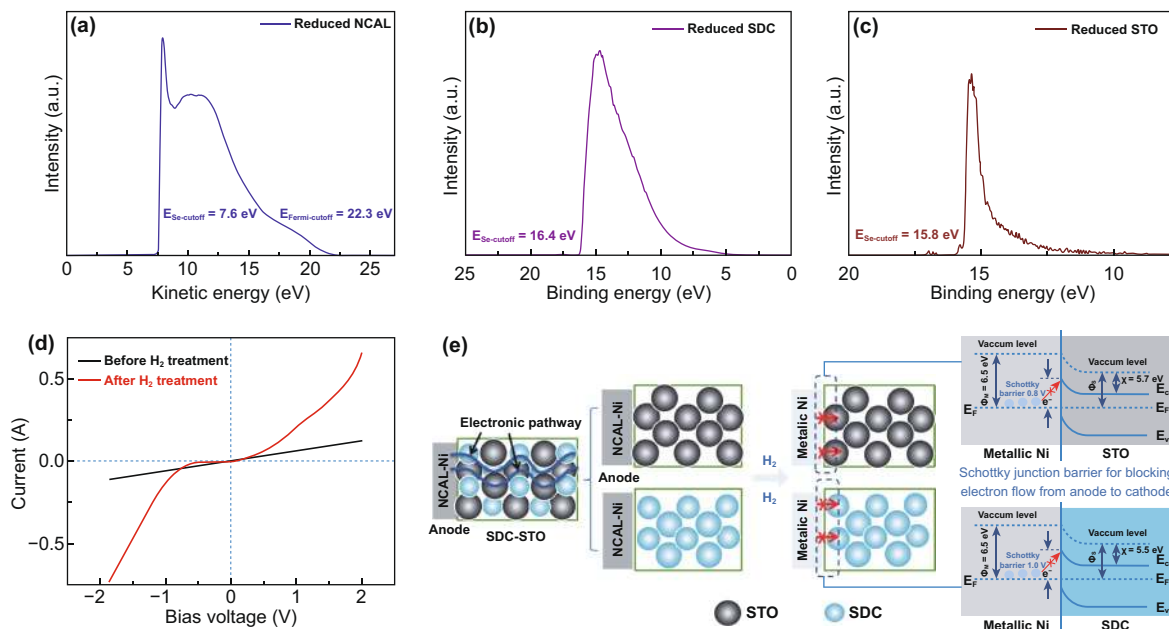 (a)
Reduced NCAL
Intensity (a.u.)
E_Se-cutoff = 7.6 eV
E_Fermi-cutoff = 22.3 eV
0 5 10 15 20 25
Kinetic energy (eV)
(b)
Reduced SDC
Intensity (a.u.)
E_Se-cutoff = 16.4 eV
25 20 15 10 5 0
Binding energy (eV)
(c)
Reduced STO
Intensity (a.u.)
E_Se-cutoff = 15.8 eV
20 15 10
Binding energy (eV)
(d)
Before H₂ treatment
After H₂ treatment
Current (A)
0.5
0.0
−0.5
−2 −1 0 1 2
Bias voltage (V)
(e)
Electronic pathway
NCAL-Ni
Anode
SDC-STO
NCAL-Ni
Anode
NCAL-Ni
H₂
H₂
Metalic Ni
Metalic Ni
STO
SDC
Vaccum level
Φ_M = 6.5 eV
Schottky
barrier 0.8 V
e⁻
E_F
Vaccum level
Φ_s
χ = 5.7 eV
E_c
E_F
E_v
Metallic Ni
STO
Schottky junction barrier for blocking
electron flow from anode to cathode
Vaccum level
Φ_M = 6.5 eV
Schottky
barrier 1.0 V
e⁻
E_F
Vaccum level
Φ_s
χ = 5.5 eV
E_c
E_F
E_v
Metallic Ni
SDC